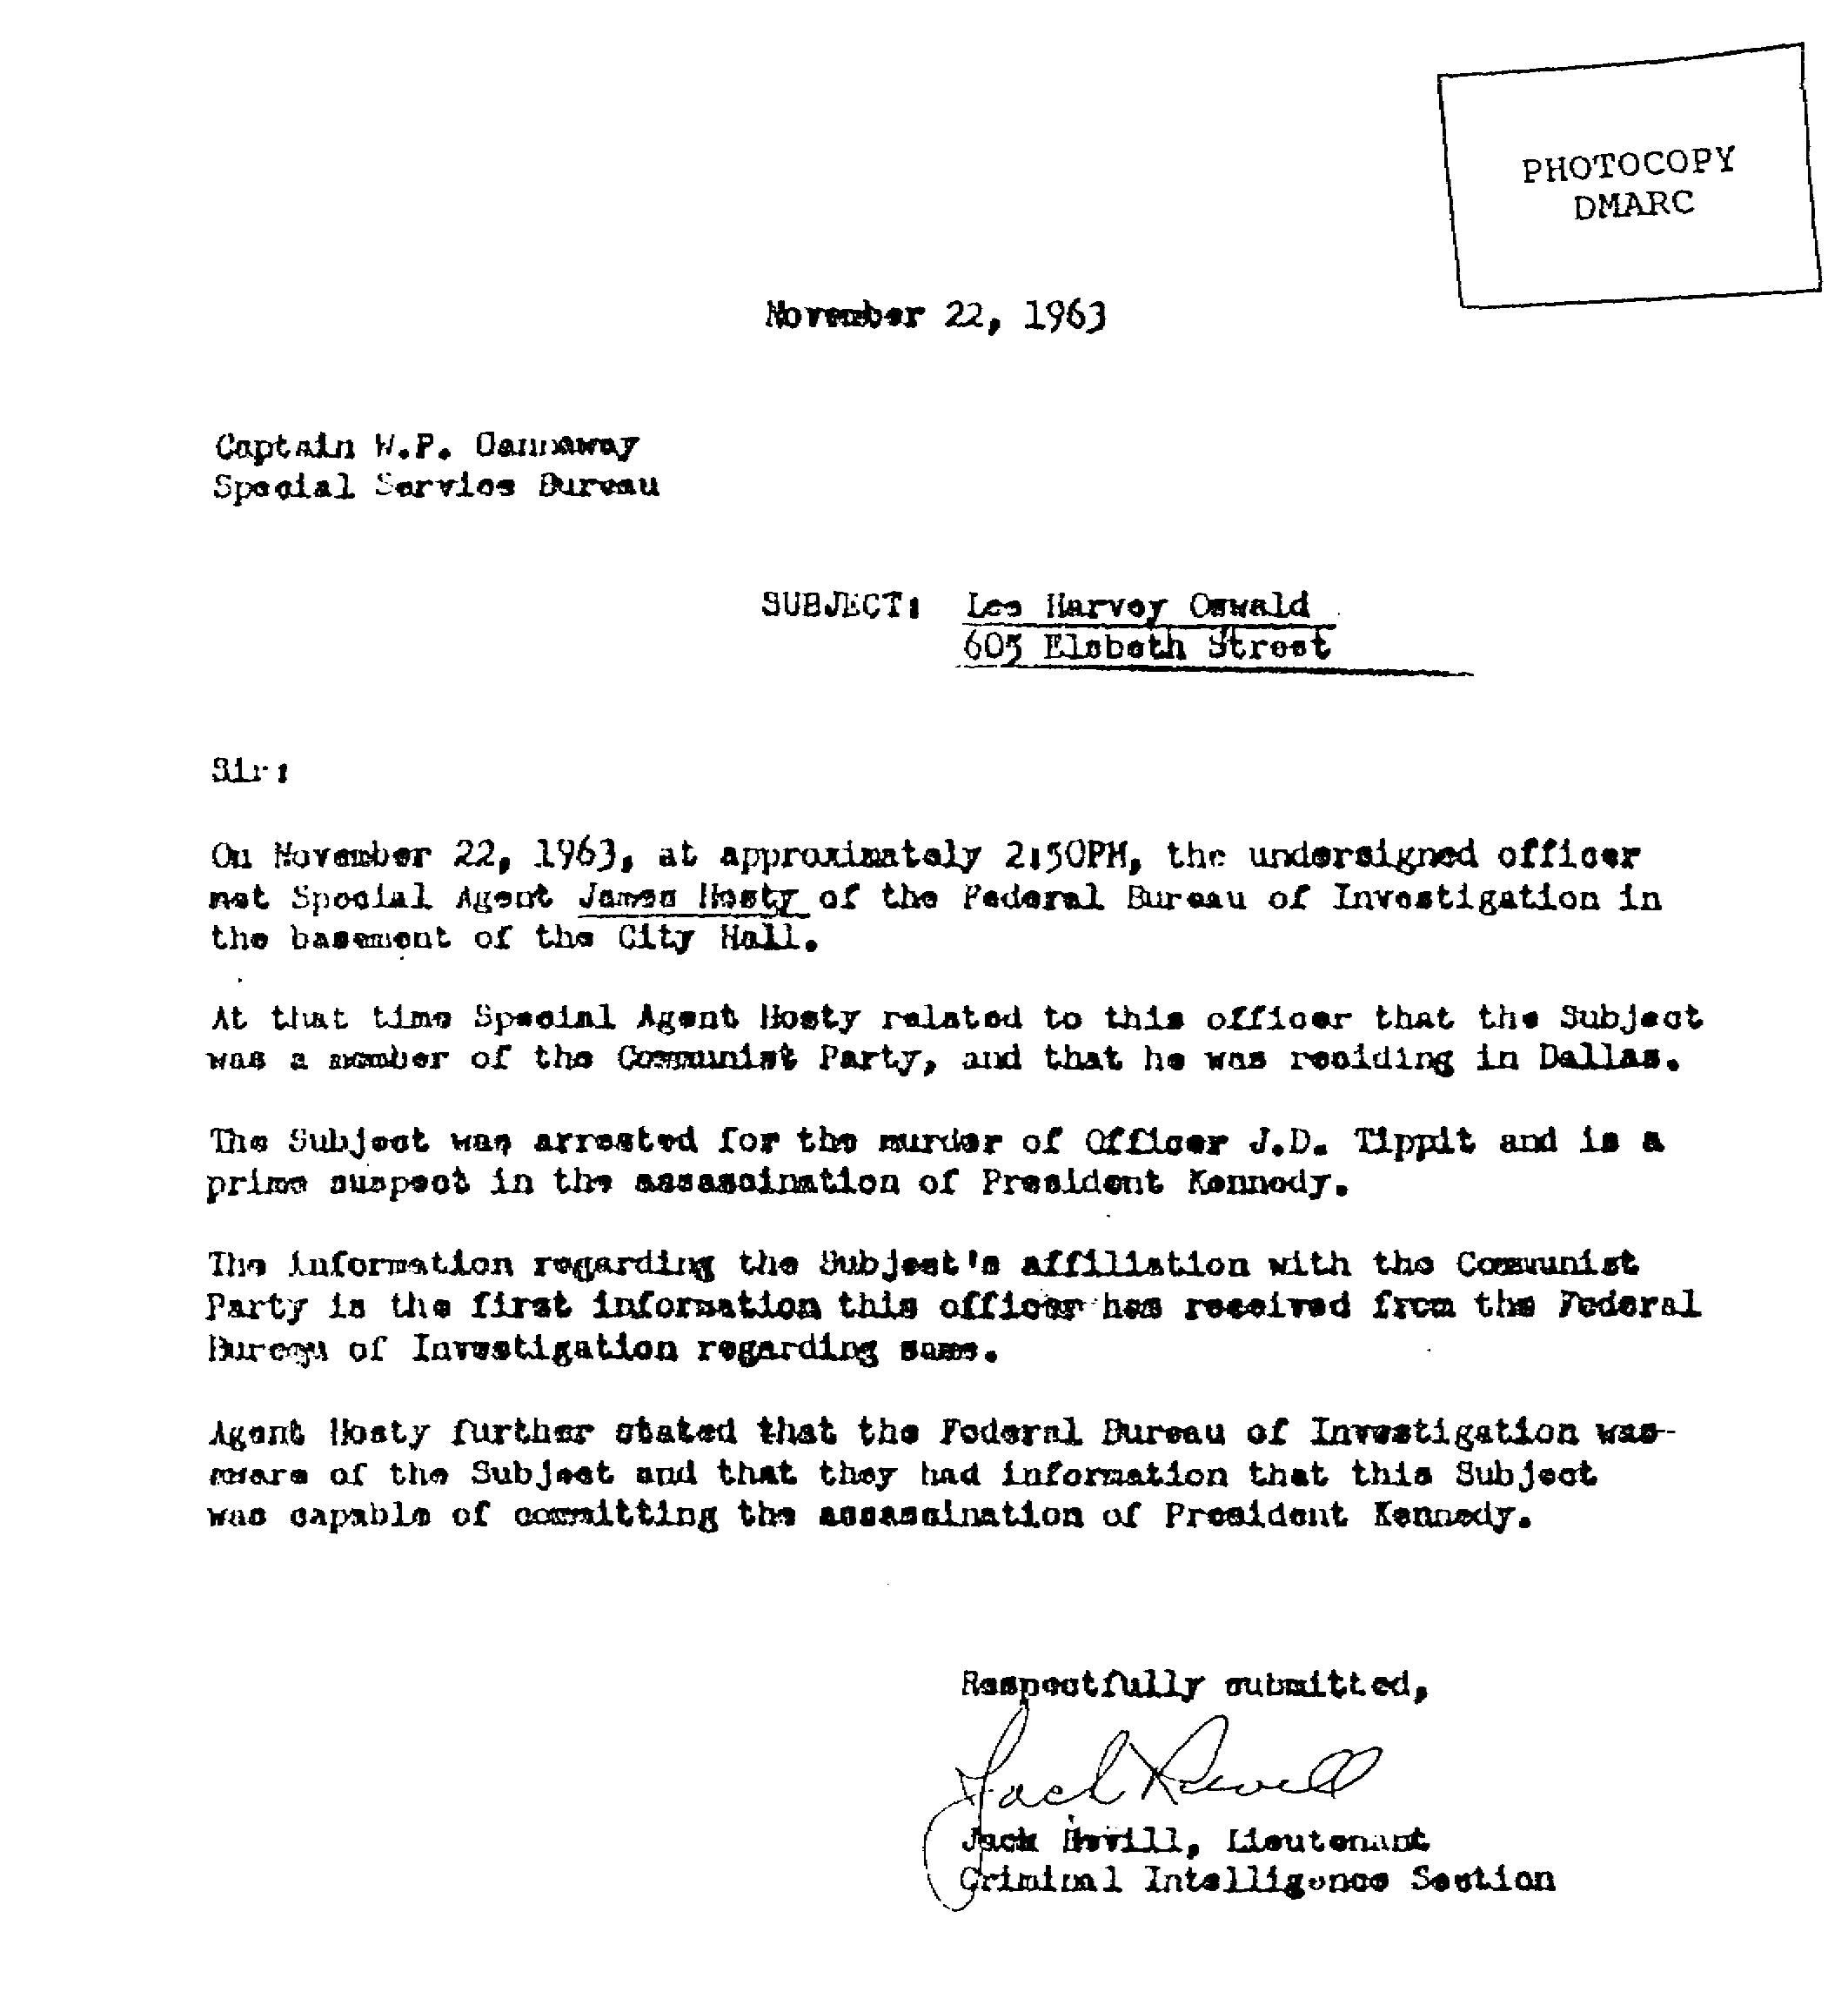 PHOTOCOPY
DMARC
November 22, 1963
Captain W.P. Gannaway
Special Service Bureau
SUBJECT: Lee Harvey Oswald
605 Elsbeth Street
Sir:
On November 22, 1963, at approximately 2:50PM, the undersigned officer
met Special Agent James Hosty of the Federal Bureau of Investigation in
the basement of the City Hall.
At that time Special Agent Hosty related to this officer that the Subject
was a member of the Communist Party, and that he was residing in Dallas.
The Subject was arrested for the murder of Officer J.D. Tippit and is a
prime suspect in the assassination of President Kennedy.
The information regarding the Subject's affiliation with the Communist
Party is the first information this officer has received from the Federal
Bureau of Investigation regarding same.
Agent Hosty further stated that the Federal Bureau of Investigation was
aware of the Subject and that they had information that this Subject
was capable of committing the assassination of President Kennedy.
Respectfully submitted,
Jack Revill
Jack Revill, Lieutenant
Criminal Intelligence Section